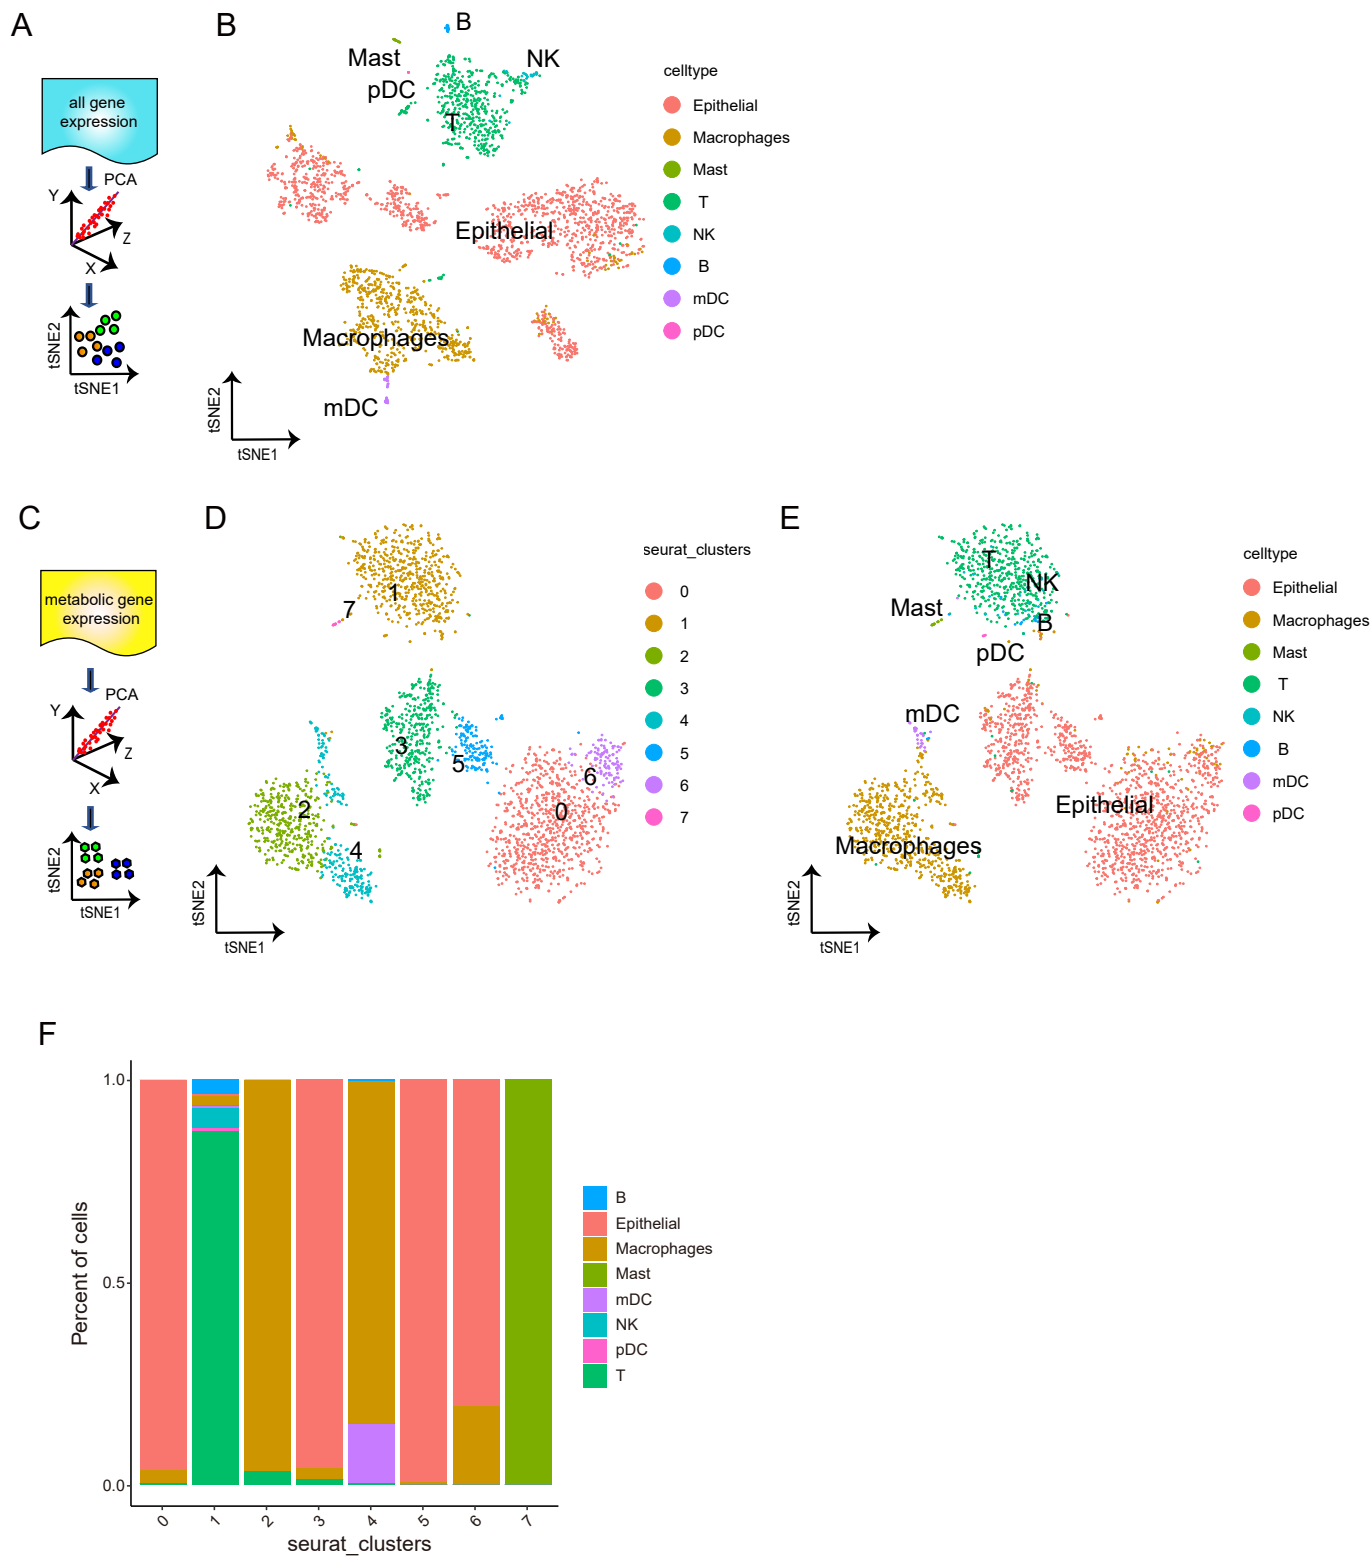 A
all gene
expression
PCA
Y
Z
X
tSNE2
tSNE1
B
B
Mast
NK
pDC
T
Epithelial
Macrophages
mDC
tSNE2
tSNE1
celltype
Epithelial
Macrophages
Mast
T
NK
B
mDC
pDC
C
metabolic gene
expression
PCA
Y
Z
X
tSNE2
tSNE1
D
1
7
3
5
6
0
2
4
tSNE2
tSNE1
seurat_clusters
0
1
2
3
4
5
6
7
E
T
NK
Mast
B
pDC
mDC
Epithelial
Macrophages
tSNE2
tSNE1
celltype
Epithelial
Macrophages
Mast
T
NK
B
mDC
pDC
F
Percent of cells
1.0
0.5
0.0
0 1 2 3 4 5 6 7
seurat_clusters
B
Epithelial
Macrophages
Mast
mDC
NK
pDC
T